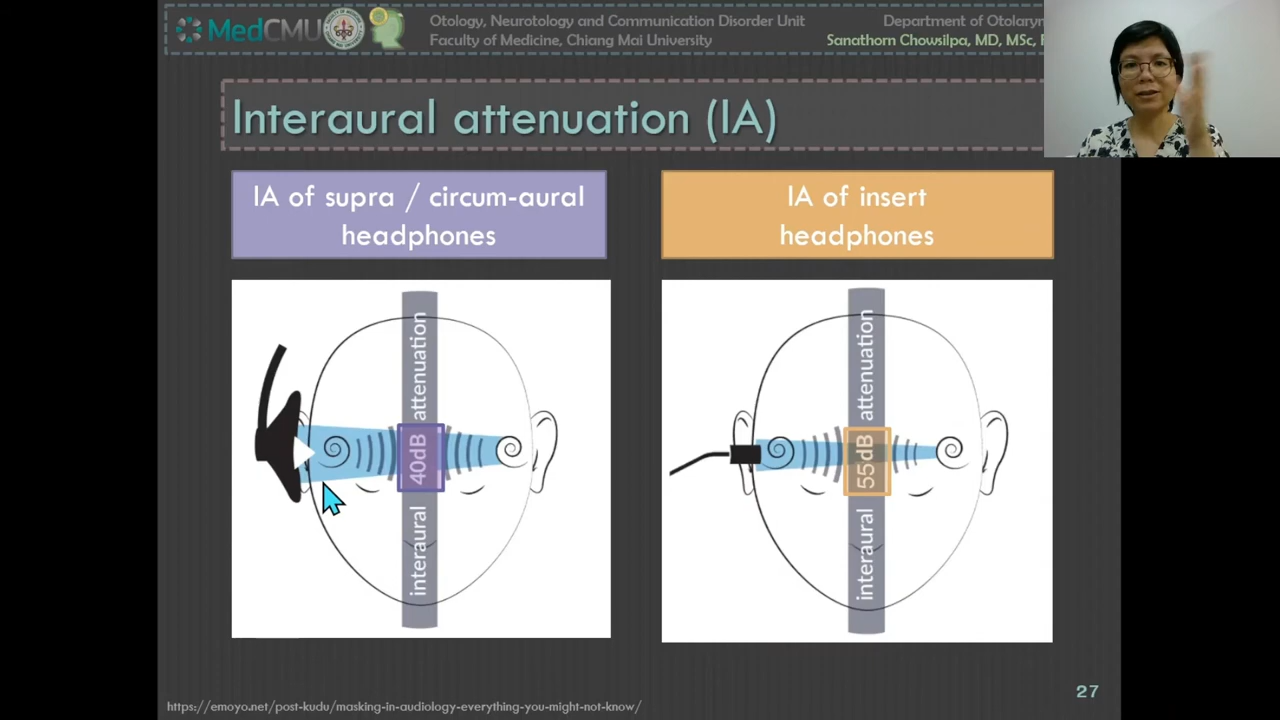 MedCMU
Otology, Neurotology and Communication Disorder Unit
Faculty of Medicine, Chiang Mai University
Department of Otolaryn
Sanathorn Chowsilpa, MD, MSc,
Interaural attenuation (IA)
IA of supra / circum-aural
headphones
IA of insert
headphones
interaural 40dB attenuation
interaural 55dB attenuation
27
https://emoyo.net/post-kudu/masking-in-audiology-everything-you-might-not-know/